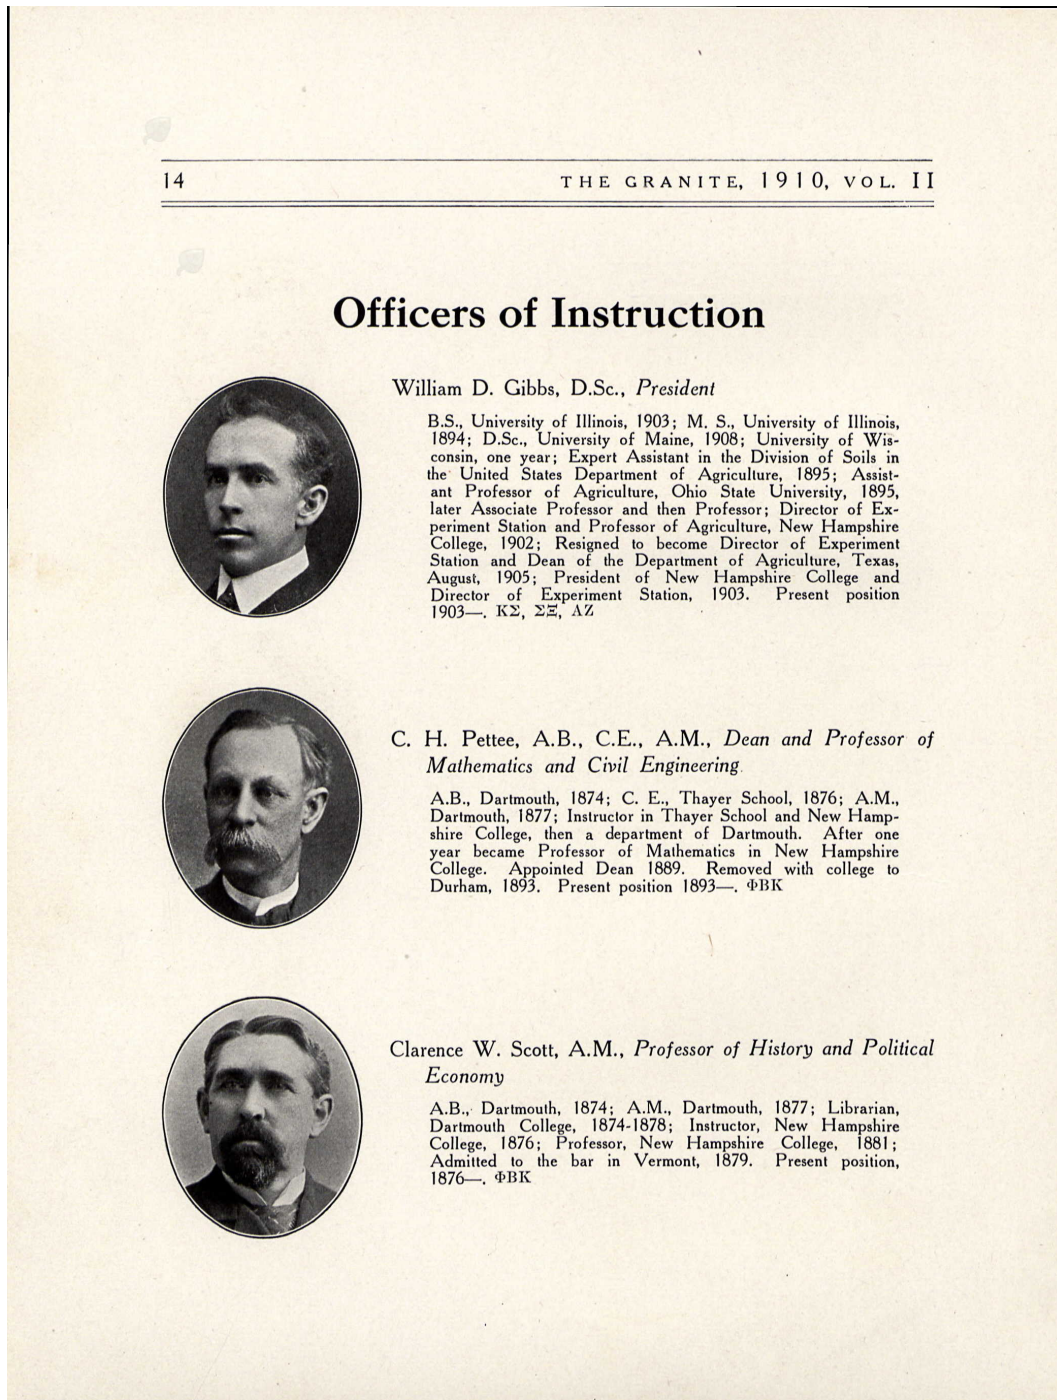 14
THE GRANITE, 1910, VOL. II
Officers of Instruction
William D. Gibbs, D.Sc., President
B.S., University of Illinois, 1903; M. S., University of Illinois,
1894; D.Sc., University of Maine, 1908; University of Wis-
consin, one year; Expert Assistant in the Division of Soils in
the United States Department of Agriculture, 1895; Assist-
ant Professor of Agriculture, Ohio State University, 1895,
later Associate Professor and then Professor; Director of Ex-
periment Station and Professor of Agriculture, New Hampshire
College, 1902; Resigned to become Director of Experiment
Station and Dean of the Department of Agriculture, Texas,
August, 1905; President of New Hampshire College and
Director of Experiment Station, 1903. Present position
1903—. ΚΣ, ΣΞ, ΑΖ
C. H. Pettee, A.B., C.E., A.M., Dean and Professor of
Mathematics and Civil Engineering.
A.B., Dartmouth, 1874; C. E., Thayer School, 1876; A.M.,
Dartmouth, 1877; Instructor in Thayer School and New Hamp-
shire College, then a department of Dartmouth. After one
year became Professor of Mathematics in New Hampshire
College. Appointed Dean 1889. Removed with college to
Durham, 1893. Present position 1893—. ΦΒΚ
Clarence W. Scott, A.M., Professor of History and Political
Economy
A.B., Dartmouth, 1874; A.M., Dartmouth, 1877; Librarian,
Dartmouth College, 1874-1878; Instructor, New Hampshire
College, 1876; Professor, New Hampshire College, 1881;
Admitted to the bar in Vermont, 1879. Present position,
1876—. ΦΒΚ